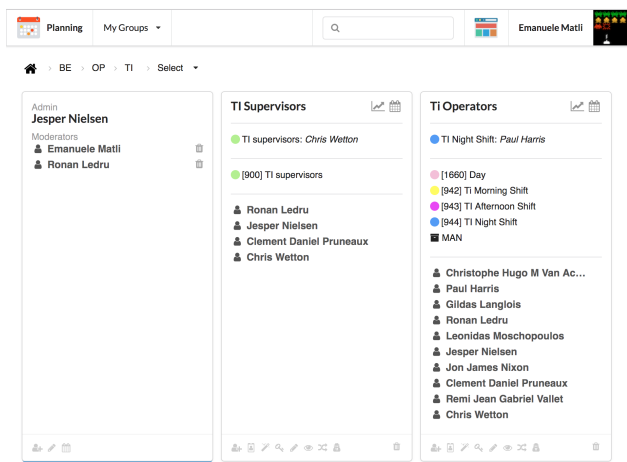 Planning
My Groups
Emanuele Matli
BE
OP
TI
Select
Admin
Jesper Nielsen
Moderators
Emanuele Matli
Ronan Ledru
TI Supervisors
TI supervisors: Chris Wetton
[900] TI supervisors
Ronan Ledru
Jesper Nielsen
Clement Daniel Pruneaux
Chris Wetton
Ti Operators
TI Night Shift: Paul Harris
[1660] Day
[942] Ti Morning Shift
[943] TI Afternoon Shift
[944] TI Night Shift
MAN
Christophe Hugo M Van Ac...
Paul Harris
Gildas Langlois
Ronan Ledru
Leonidas Moschopoulos
Jesper Nielsen
Jon James Nixon
Clement Daniel Pruneaux
Remi Jean Gabriel Vallet
Chris Wetton